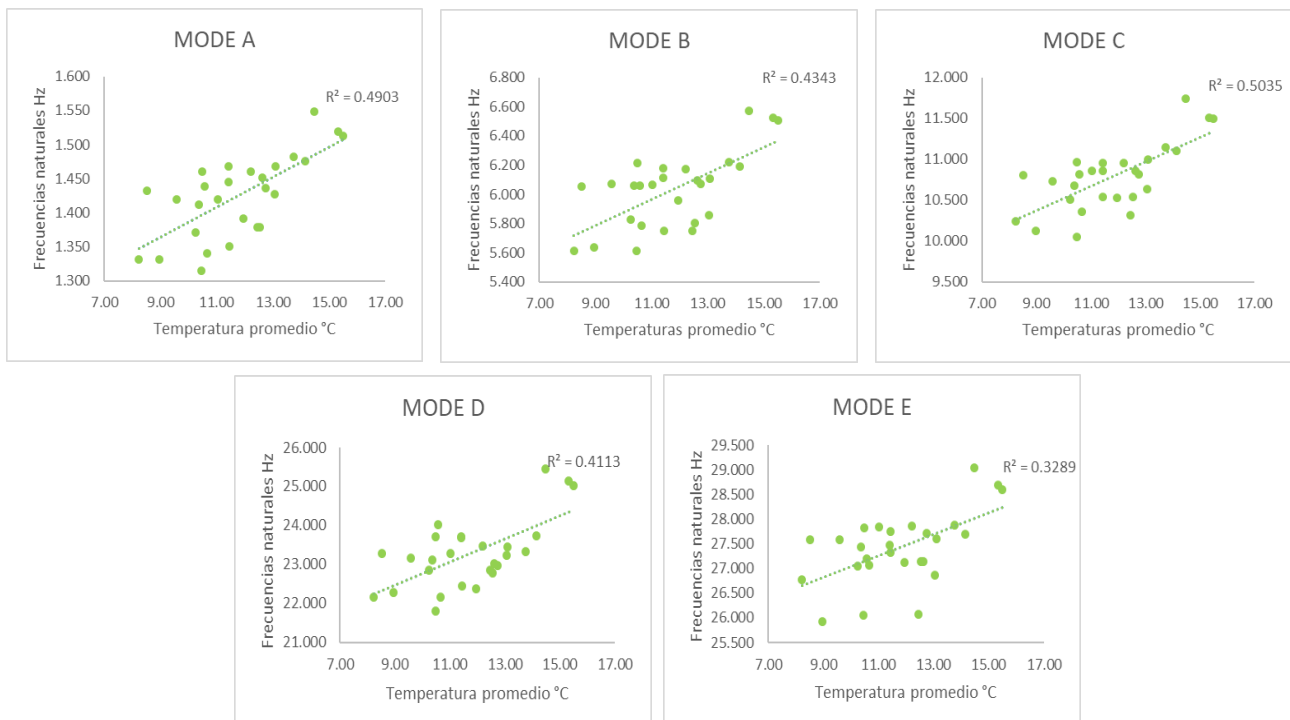 MODE A
R² = 0.4903
1.600
1.550
1.500
1.450
1.400
1.350
1.300
Frecuencias naturales Hz
7.00 9.00 11.00 13.00 15.00 17.00
Temperatura promedio °C
MODE B
R² = 0.4343
6.800
6.600
6.400
6.200
6.000
5.800
5.600
5.400
Frecuencias naturales Hz
7.00 9.00 11.00 13.00 15.00 17.00
Temperaturas promedio °C
MODE C
R² = 0.5035
12.000
11.500
11.000
10.500
10.000
9.500
Frecuencias naturales Hz
7.00 9.00 11.00 13.00 15.00 17.00
Temperaturas promedio °C
MODE D
R² = 0.4113
26.000
25.000
24.000
23.000
22.000
21.000
Frecuencias naturales Hz
7.00 9.00 11.00 13.00 15.00 17.00
Temperatura promedio °C
MODE E
R² = 0.3289
29.500
29.000
28.500
28.000
27.500
27.000
26.500
26.000
25.500
Frecuencias naturales Hz
7.00 9.00 11.00 13.00 15.00 17.00
Temperatura promedio °C